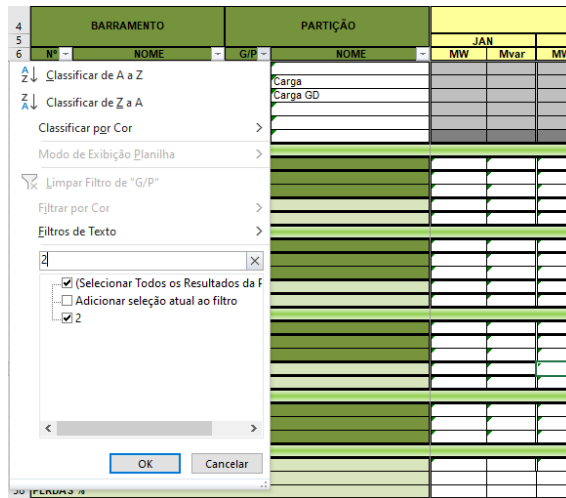 4 BARRAMENTO PARTIÇÃO
5 JAN
6 Nº NOME G/P NOME MW Mvar MW
Classificar de A a Z
Carga
Classificar de Z a A
Carga GD
Classificar por Cor
Modo de Exibição Planilha
Limpar Filtro de "G/P"
Filtrar por Cor
Filtros de Texto
2
(Selecionar Todos os Resultados da P
Adicionar seleção atual ao filtro
2
OK Cancelar
PERDAS %